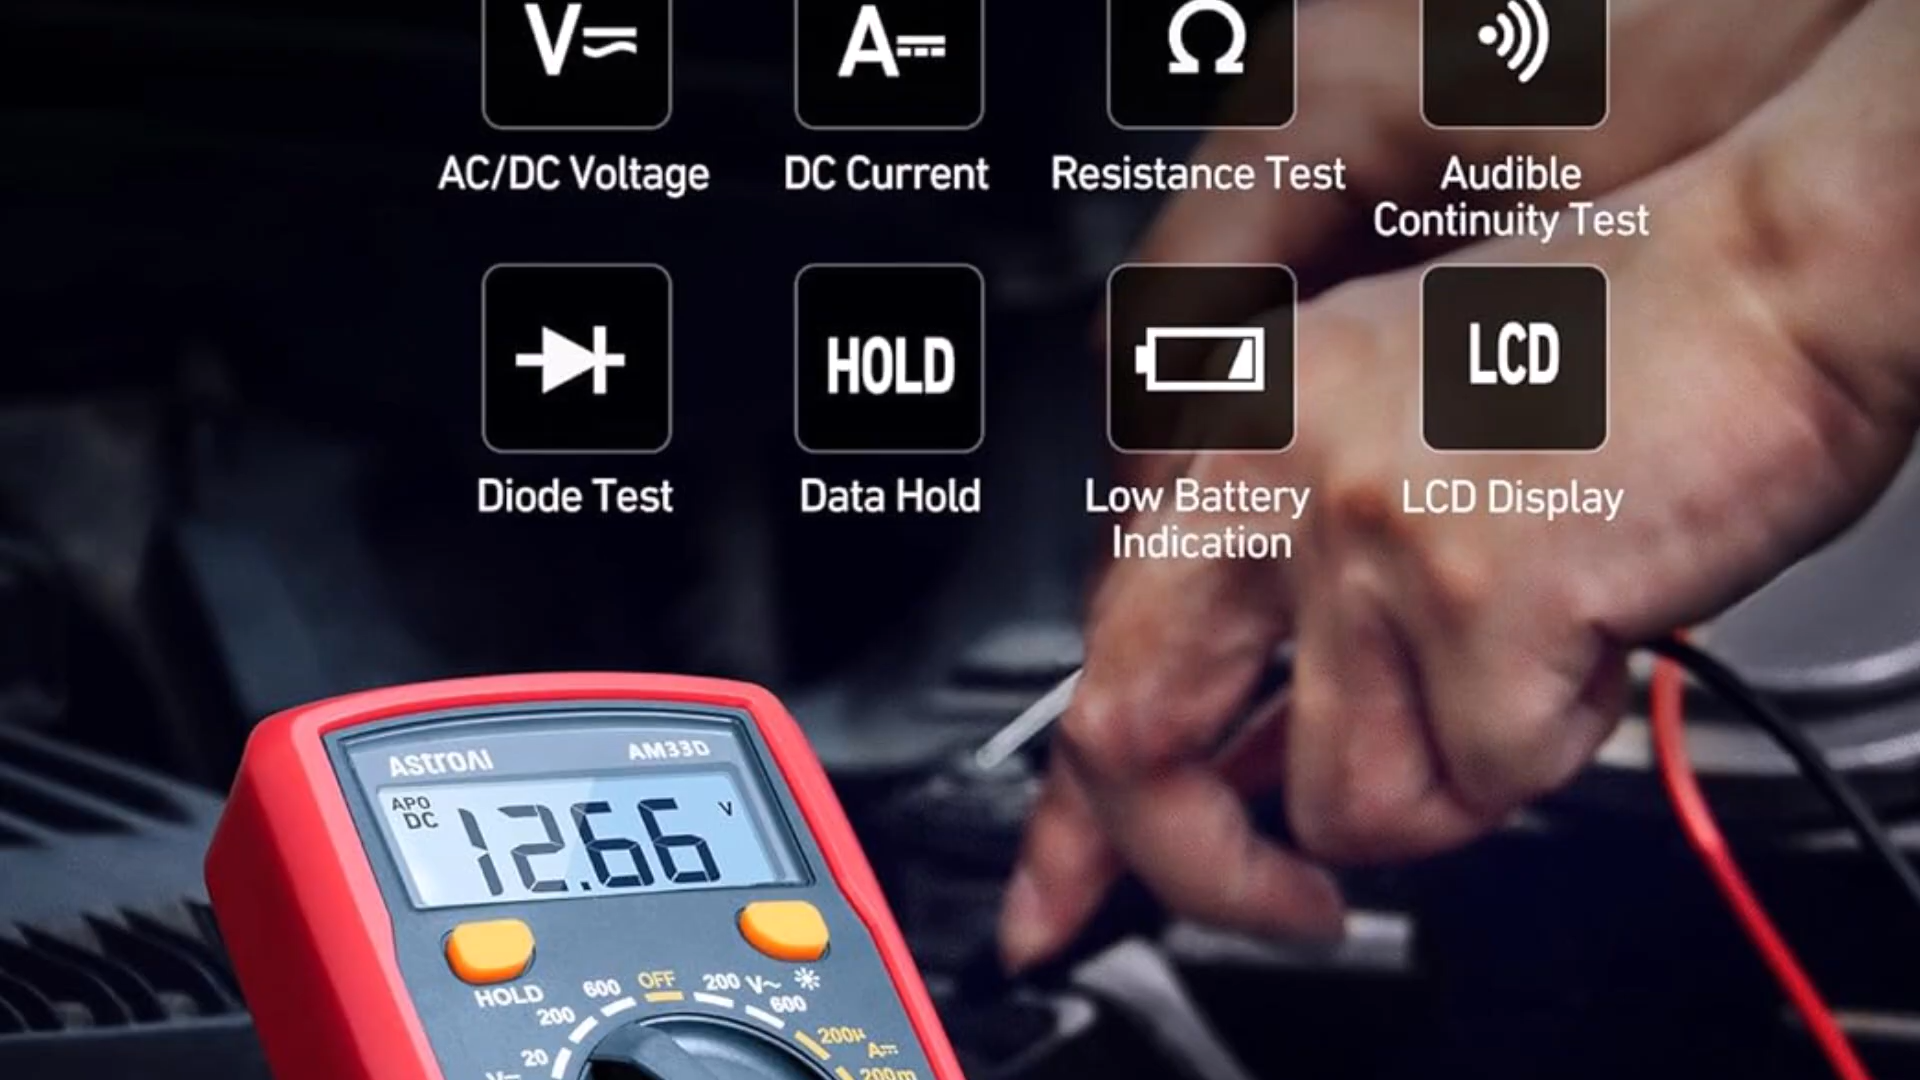 V
A
Ω
AC/DC Voltage
DC Current
Resistance Test
Audible
Continuity Test
HOLD
LCD
Diode Test
Data Hold
Low Battery
Indication
LCD Display
AstroAI
AM33D
APO
DC
12.66
V
HOLD
200
600
OFF
200
V~
600
20
V
200µ
A
200m